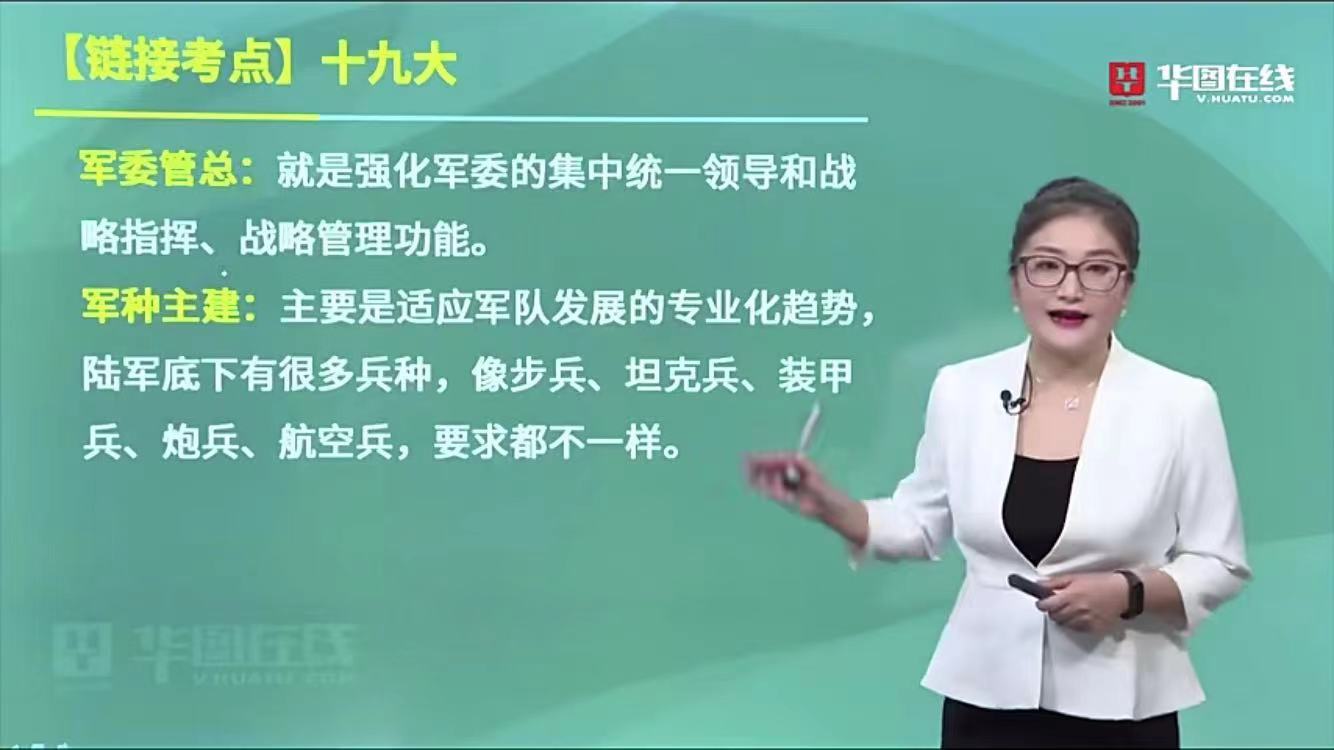 【链接考点】十九大
华图在线
V.HUATU.COM
军委管总：就是强化军委的集中统一领导和战
略指挥、战略管理功能。
军种主建：主要是适应军队发展的专业化趋势，
陆军底下有很多兵种，像步兵、坦克兵、装甲
兵、炮兵、航空兵，要求都不一样。
华图在线
V.HUATU.COM